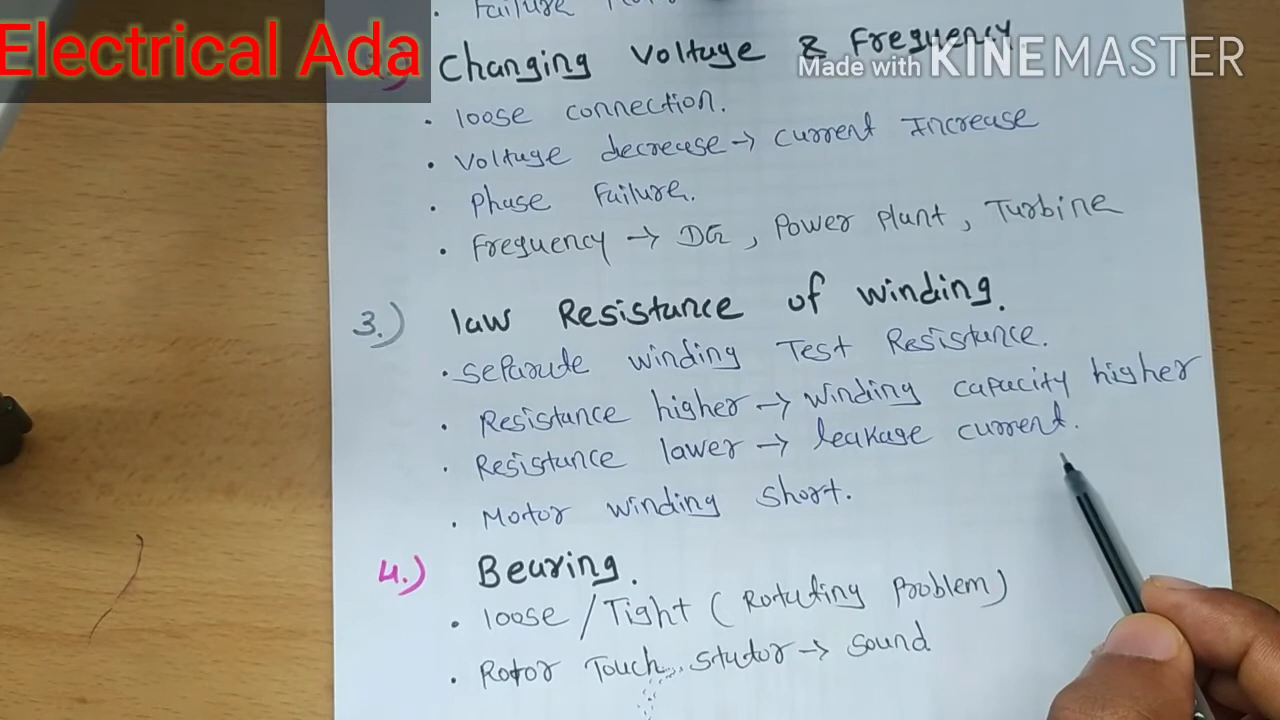 Failure
Electrical Ada
Changing Voltage & Frequency
Made with KINEMASTER
• loose connection.
• Voltage decrease → current Increase
• Phase Failure.
• Frequency → DG, Power Plant, Turbine
3.) law Resistance of winding.
• Separate winding Test Resistance.
• Resistance higher → winding capacity higher
• Resistance lawer → leakage current.
• Motor winding short.
4.) Bearing.
• loose / Tight (Rotating Problem)
• Rotor Touch stator → sound